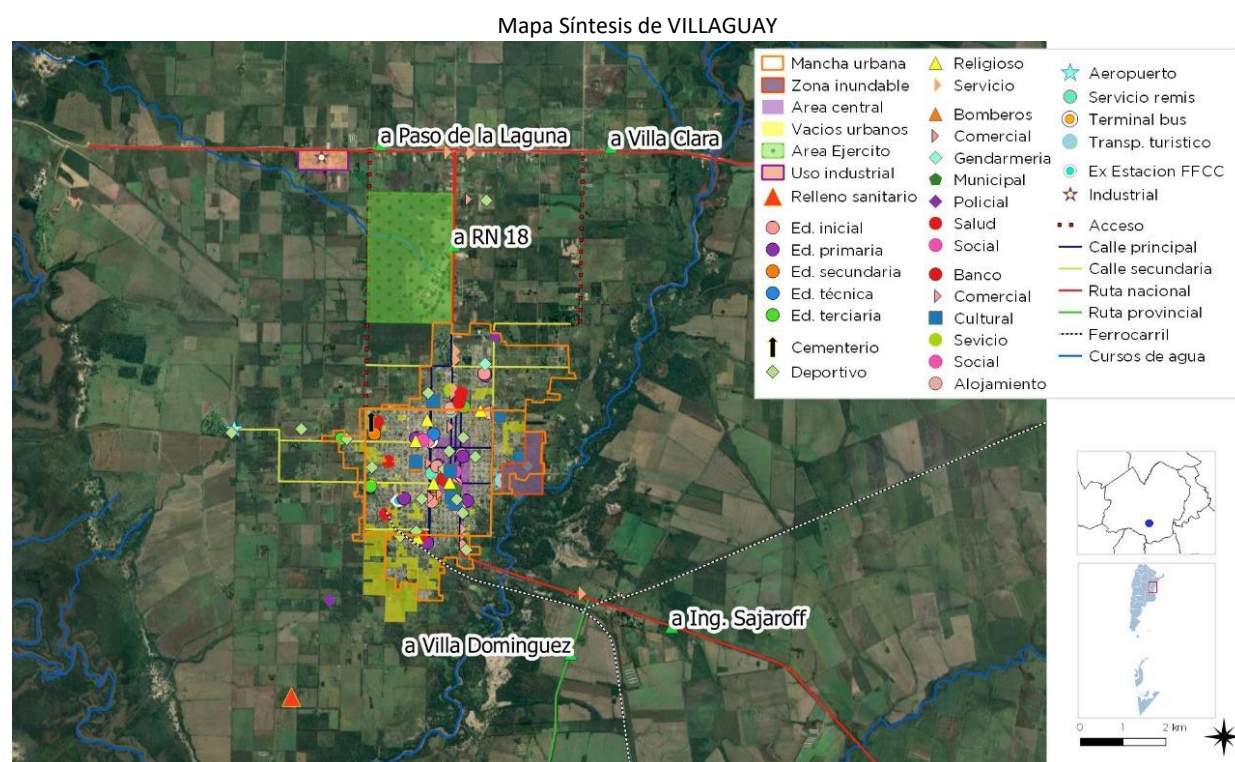 Mapa Síntesis de VILLAGUAY
Mancha urbana
Zona inundable
Area central
Vacios urbanos
Area Ejercito
Uso industrial
Relleno sanitario
Ed. inicial
Ed. primaria
Ed. secundaria
Ed. técnica
Ed. terciaria
Cementerio
Deportivo
Religioso
Servicio
Bomberos
Comercial
Gendarmeria
Municipal
Policial
Salud
Social
Banco
Comercial
Cultural
Sevicio
Social
Alojamiento
Aeropuerto
Servicio remis
Terminal bus
Transp. turistico
Ex Estacion FFCC
Industrial
Acceso
Calle principal
Calle secundaria
Ruta nacional
Ruta provincial
Ferrocarril
Cursos de agua
a Paso de la Laguna
a Villa Clara
a RN 18
a Ing. Sajaroff
a Villa Dominguez
0 1 2 km